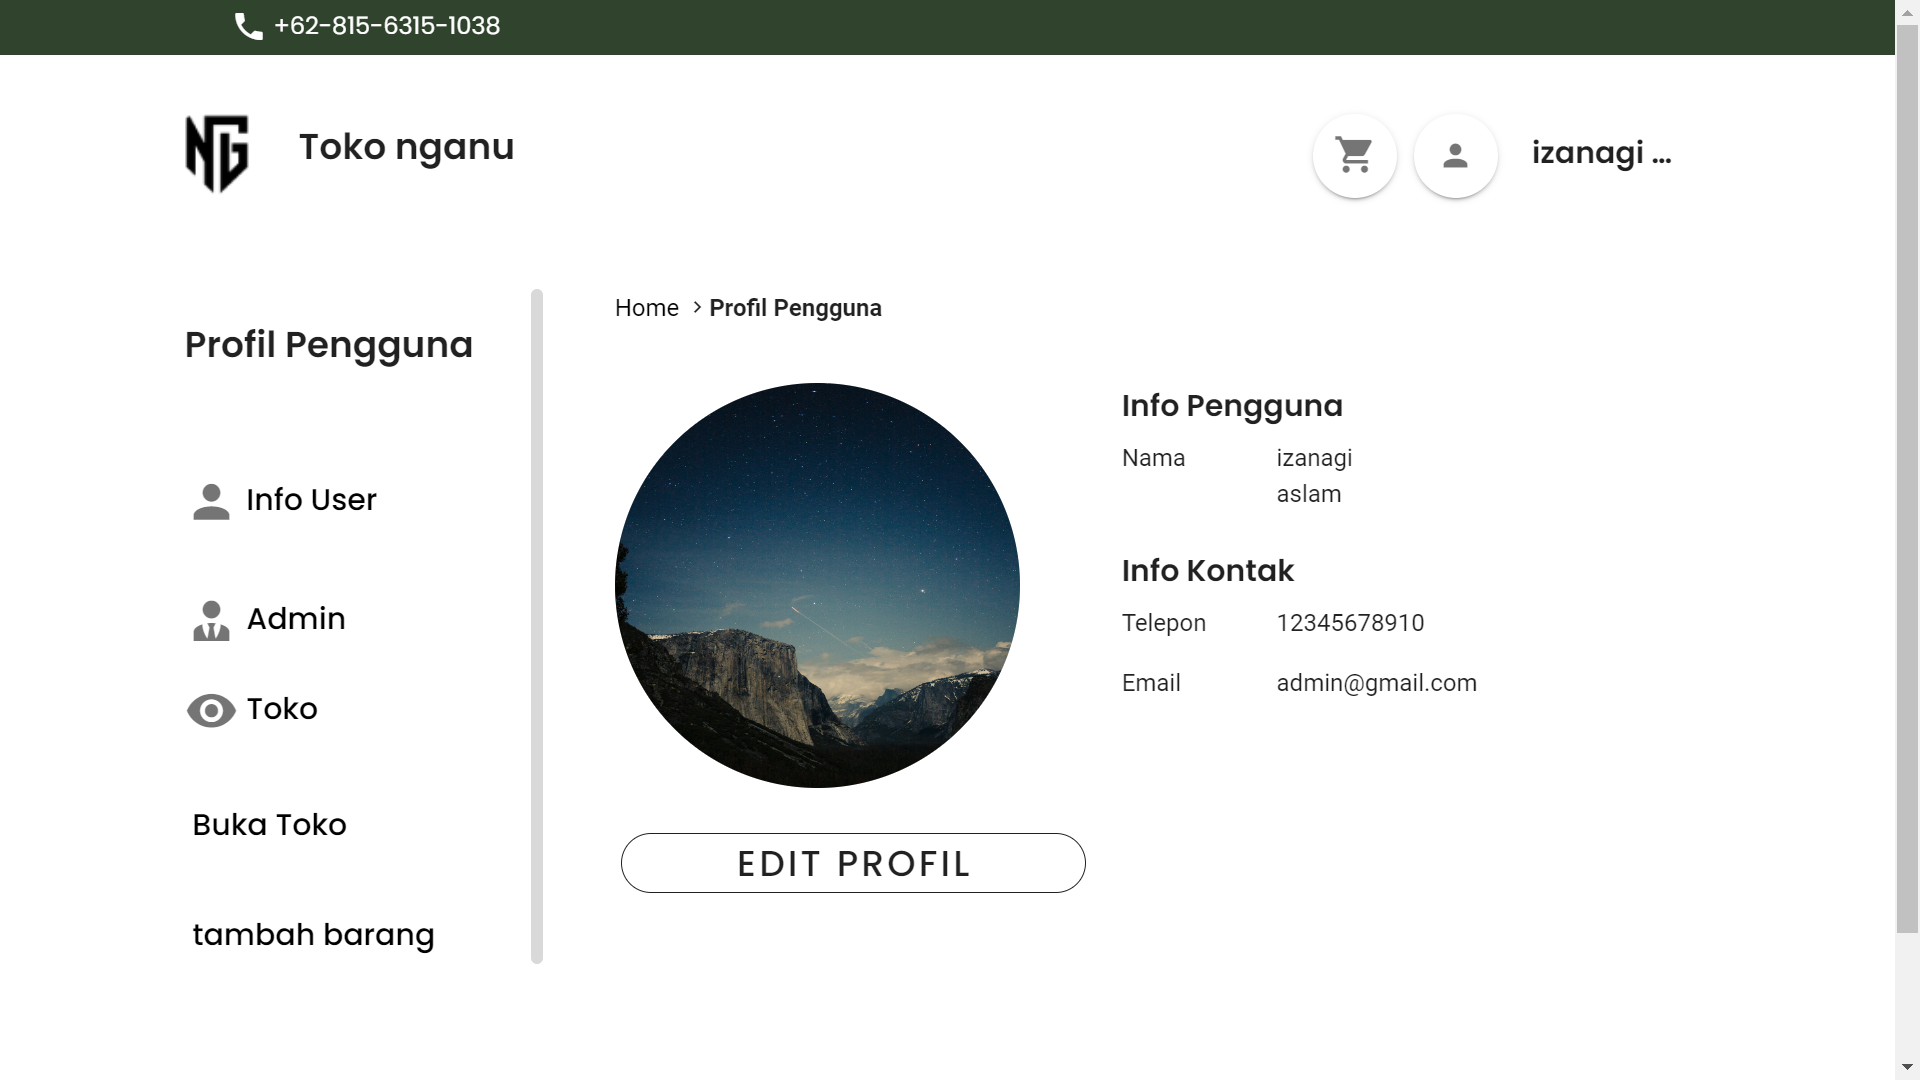 +62-815-6315-1038
NG
Toko nganu
izanagi ...
Profil Pengguna
Info User
Admin
Toko
Buka Toko
tambah barang
Home > Profil Pengguna
EDIT PROFIL
Info Pengguna
Nama izanagi
aslam
Info Kontak
Telepon 12345678910
Email admin@gmail.com